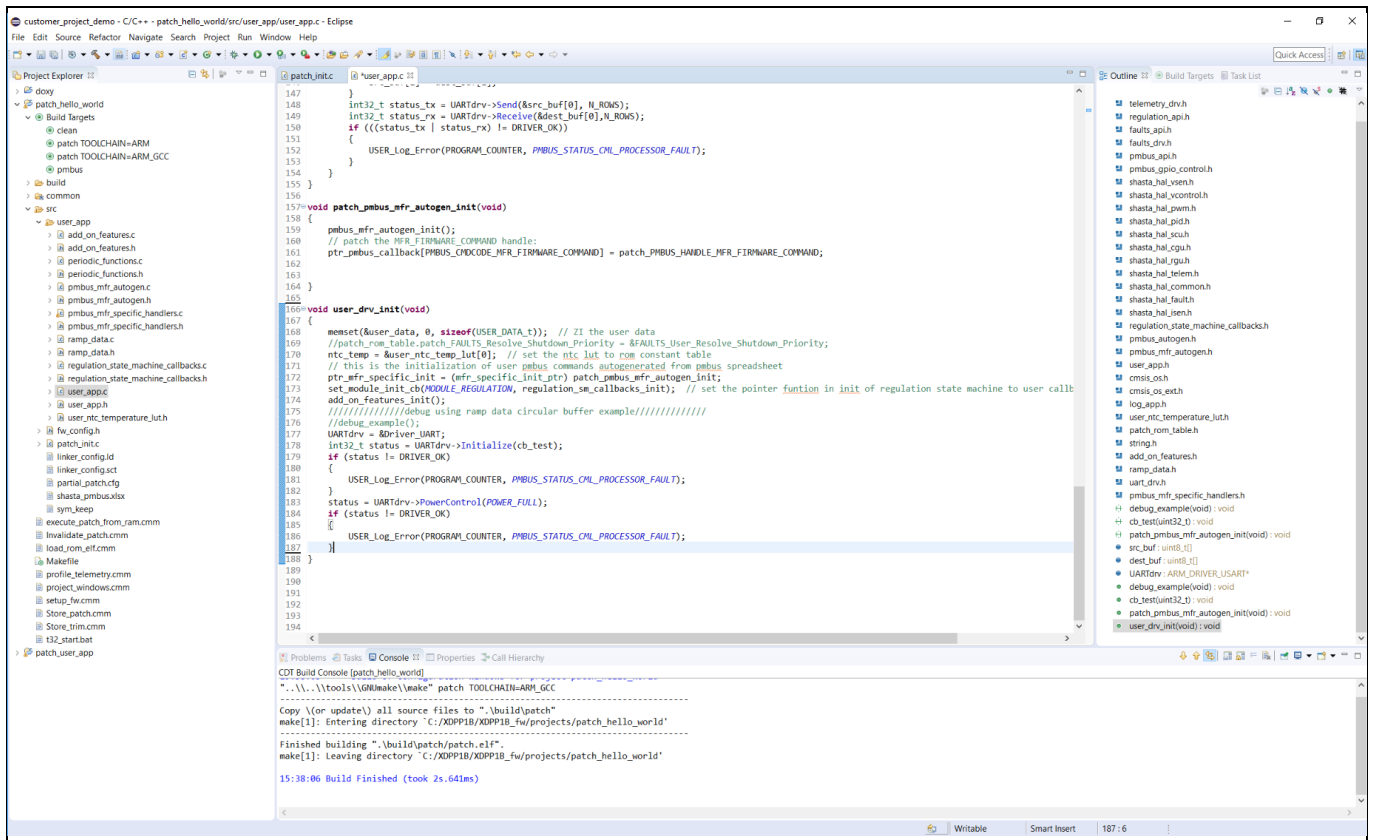 customer_project_demo - C/C++ - patch_hello_world/src/user_app/user_app.c - Eclipse
File Edit Source Refactor Navigate Search Project Run Window Help
Quick Access
Project Explorer
doxy
patch_hello_world
Build Targets
clean
patch TOOLCHAIN=ARM
patch TOOLCHAIN=ARM_GCC
pmbus
build
common
src
user_app
add_on_features.c
add_on_features.h
periodic_functions.c
periodic_functions.h
pmbus_mfr_autogen.c
pmbus_mfr_autogen.h
pmbus_mfr_specific_handlers.c
pmbus_mfr_specific_handlers.h
ramp_data.c
ramp_data.h
regulation_state_machine_callbacks.c
regulation_state_machine_callbacks.h
user_app.c
user_app.h
user_ntc_temperature_lut.h
fw_config.h
patch_init.c
linker_config.ld
linker_config.sct
partial_patch.cfg
shasta_pmbus.xlsx
sym_keep
execute_patch_from_ram.cmm
Invalidate_patch.cmm
load_rom_elf.cmm
Makefile
profile_telemetry.cmm
project_windows.cmm
setup_fw.cmm
Store_patch.cmm
Store_trim.cmm
t32_start.bat
patch_user_app
patch_init.c *user_app.c
147 }
148 int32_t status_tx = UARTdrv->Send(&src_buf[0], N_ROWS);
149 int32_t status_rx = UARTdrv->Receive(&dest_buf[0],N_ROWS);
150 if (((status_tx | status_rx) != DRIVER_OK))
151 {
152 USER_Log_Error(PROGRAM_COUNTER, PMBUS_STATUS_CML_PROCESSOR_FAULT);
153 }
154 }
155 }
156
157 void patch_pmbus_mfr_autogen_init(void)
158 {
159 pmbus_mfr_autogen_init();
160 // patch the MFR_FIRMWARE_COMMAND handle:
161 ptr_pmbus_callback[PMBUS_CMDCODE_MFR_FIRMWARE_COMMAND] = patch_PMBUS_HANDLE_MFR_FIRMWARE_COMMAND;
162
163
164 }
165
166 void user_drv_init(void)
167 {
168 memset(&user_data, 0, sizeof(USER_DATA_t)); // ZI the user data
169 //patch_rom_table.patch_FAULTS_Resolve_Shutdown_Priority = &FAULTS_User_Resolve_Shutdown_Priority;
170 ntc_temp = &user_ntc_temp_lut[0]; // set the ntc lut to rom constant table
171 // this is the initialization of user pmbus commands autogenerated from pmbus spreadsheet
172 ptr_mfr_specific_init = (mfr_specific_init_ptr) patch_pmbus_mfr_autogen_init;
173 set_module_init_cb(MODULE_REGULATION, regulation_sm_callbacks_init); // set the pointer funtion in init of regulation state machine to user callb
174 add_on_features_init();
175 ///////////////debug using ramp data circular buffer example//////////////
176 //debug_example();
177 UARTdrv = &Driver_UART;
178 int32_t status = UARTdrv->Initialize(cb_test);
179 if (status != DRIVER_OK)
180 {
181 USER_Log_Error(PROGRAM_COUNTER, PMBUS_STATUS_CML_PROCESSOR_FAULT);
182 }
183 status = UARTdrv->PowerControl(POWER_FULL);
184 if (status != DRIVER_OK)
185 {
186 USER_Log_Error(PROGRAM_COUNTER, PMBUS_STATUS_CML_PROCESSOR_FAULT);
187 }
188 }
189
190
191
192
193
194
Outline Build Targets Task List
telemetry_drv.h
regulation_api.h
faults_api.h
faults_drv.h
pmbus_api.h
pmbus_gpio_control.h
shasta_hal_vsen.h
shasta_hal_vcontrol.h
shasta_hal_pwm.h
shasta_hal_pid.h
shasta_hal_scu.h
shasta_hal_cgu.h
shasta_hal_rgu.h
shasta_hal_telem.h
shasta_hal_common.h
shasta_hal_fault.h
shasta_hal_isen.h
regulation_state_machine_callbacks.h
pmbus_autogen.h
pmbus_mfr_autogen.h
user_app.h
cmsis_os.h
cmsis_os_ext.h
log_app.h
user_ntc_temperature_lut.h
patch_rom_table.h
string.h
add_on_features.h
ramp_data.h
uart_drv.h
pmbus_mfr_specific_handlers.h
debug_example(void) : void
cb_test(uint32_t) : void
patch_pmbus_mfr_autogen_init(void) : void
src_buf : uint8_t[]
dest_buf : uint8_t[]
UARTdrv : ARM_DRIVER_USART*
debug_example(void) : void
cb_test(uint32_t) : void
patch_pmbus_mfr_autogen_init(void) : void
user_drv_init(void) : void
Problems Tasks Console Properties Call Hierarchy
CDT Build Console [patch_hello_world]
"..\\..\\tools\\GNUmake\\make" patch TOOLCHAIN=ARM_GCC
----------------------------------------------------------------------
Copy \(or update\) all source files to ".\build\patch"
make[1]: Entering directory `C:/XDPP1B/XDPP1B_fw/projects/patch_hello_world'
----------------------------------------------------------------------
Finished building ".\build\patch/patch.elf".
make[1]: Leaving directory `C:/XDPP1B/XDPP1B_fw/projects/patch_hello_world'
15:38:06 Build Finished (took 2s.641ms)
Writable Smart Insert 187 : 6